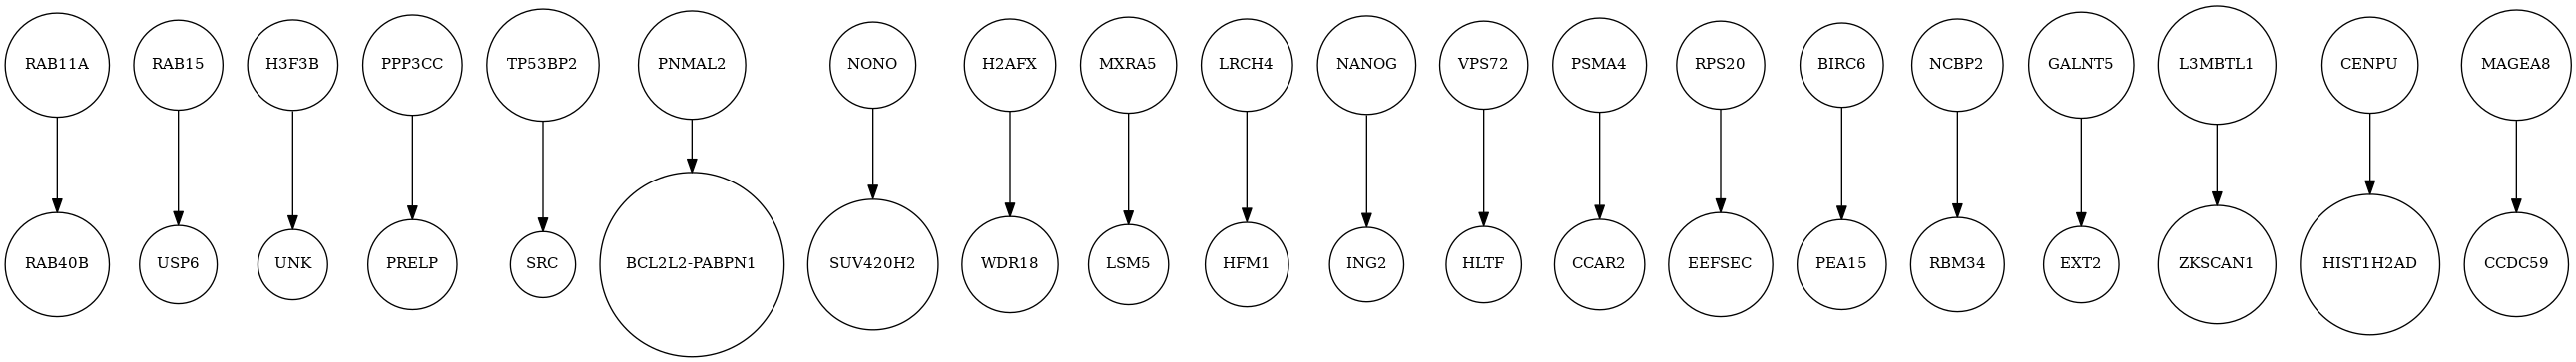 RAB11A RAB15 H3F3B PPP3CC TP53BP2 PNMAL2 NONO H2AFX MXRA5 LRCH4 NANOG VPS72 PSMA4 RPS20 BIRC6 NCBP2 GALNT5 L3MBTL1 CENPU MAGEA8
RAB40B USP6 UNK PRELP SRC BCL2L2-PABPN1 SUV420H2 WDR18 LSM5 HFM1 ING2 HLTF CCAR2 EEFSEC PEA15 RBM34 EXT2 ZKSCAN1 HIST1H2AD CCDC59